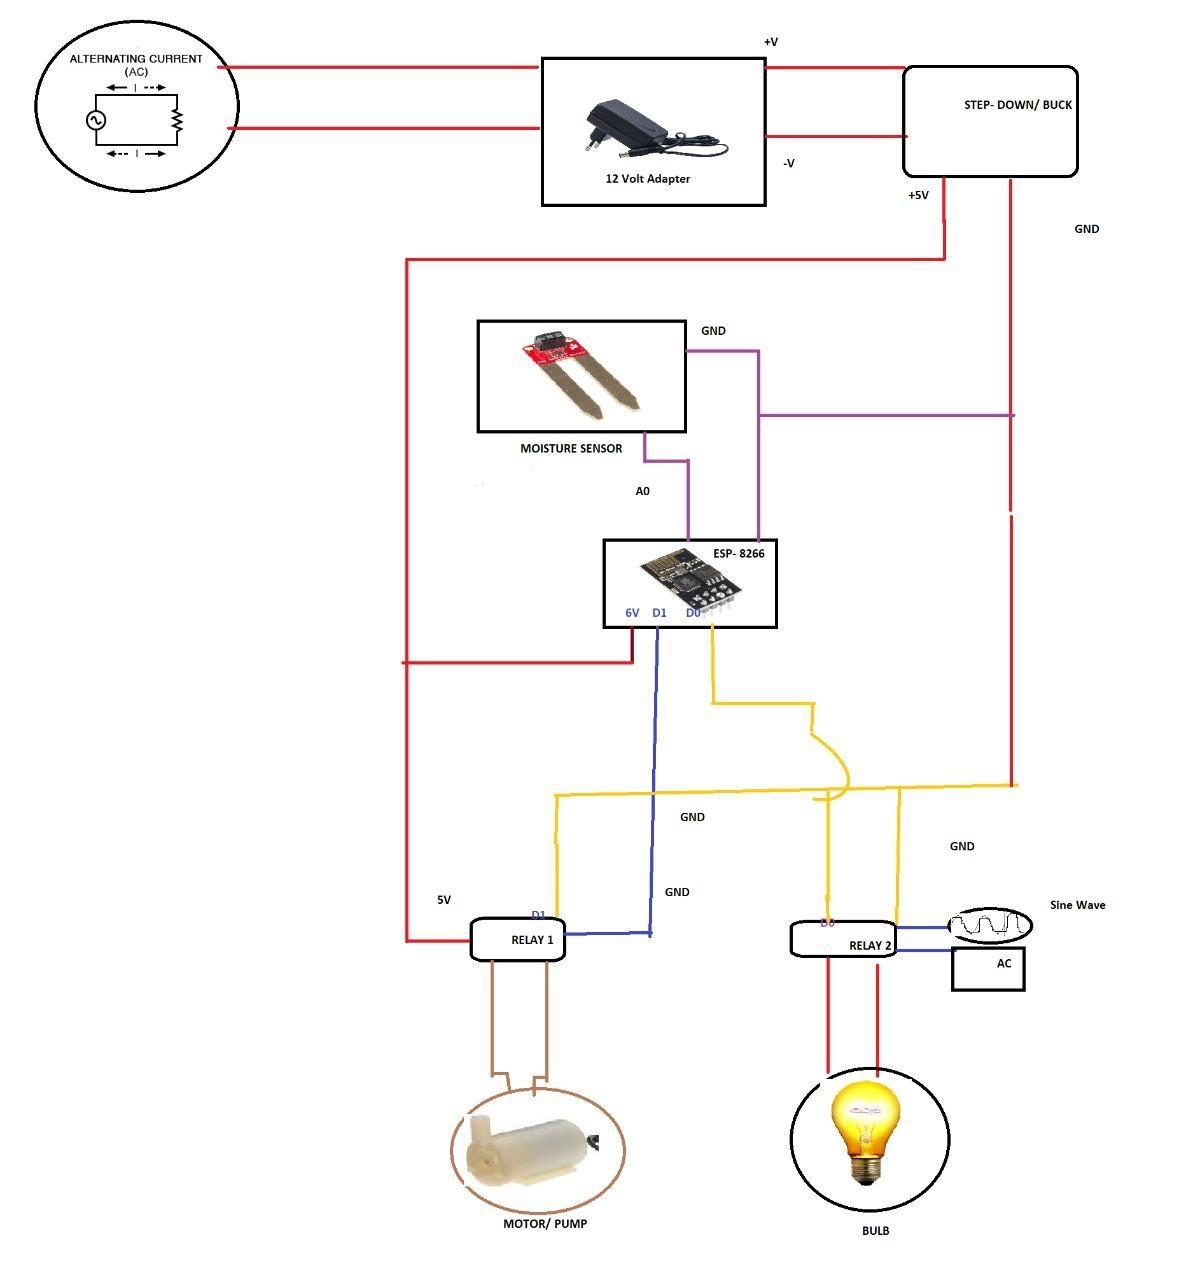 ALTERNATING CURRENT
(AC)
I
I
12 Volt Adapter
+V
-V
STEP- DOWN/ BUCK
+5V
GND
GND
MOISTURE SENSOR
A0
ESP- 8266
6V D1 D0
GND
GND
GND
5V
D1
RELAY 1
D0
RELAY 2
Sine Wave
AC
MOTOR/ PUMP
BULB